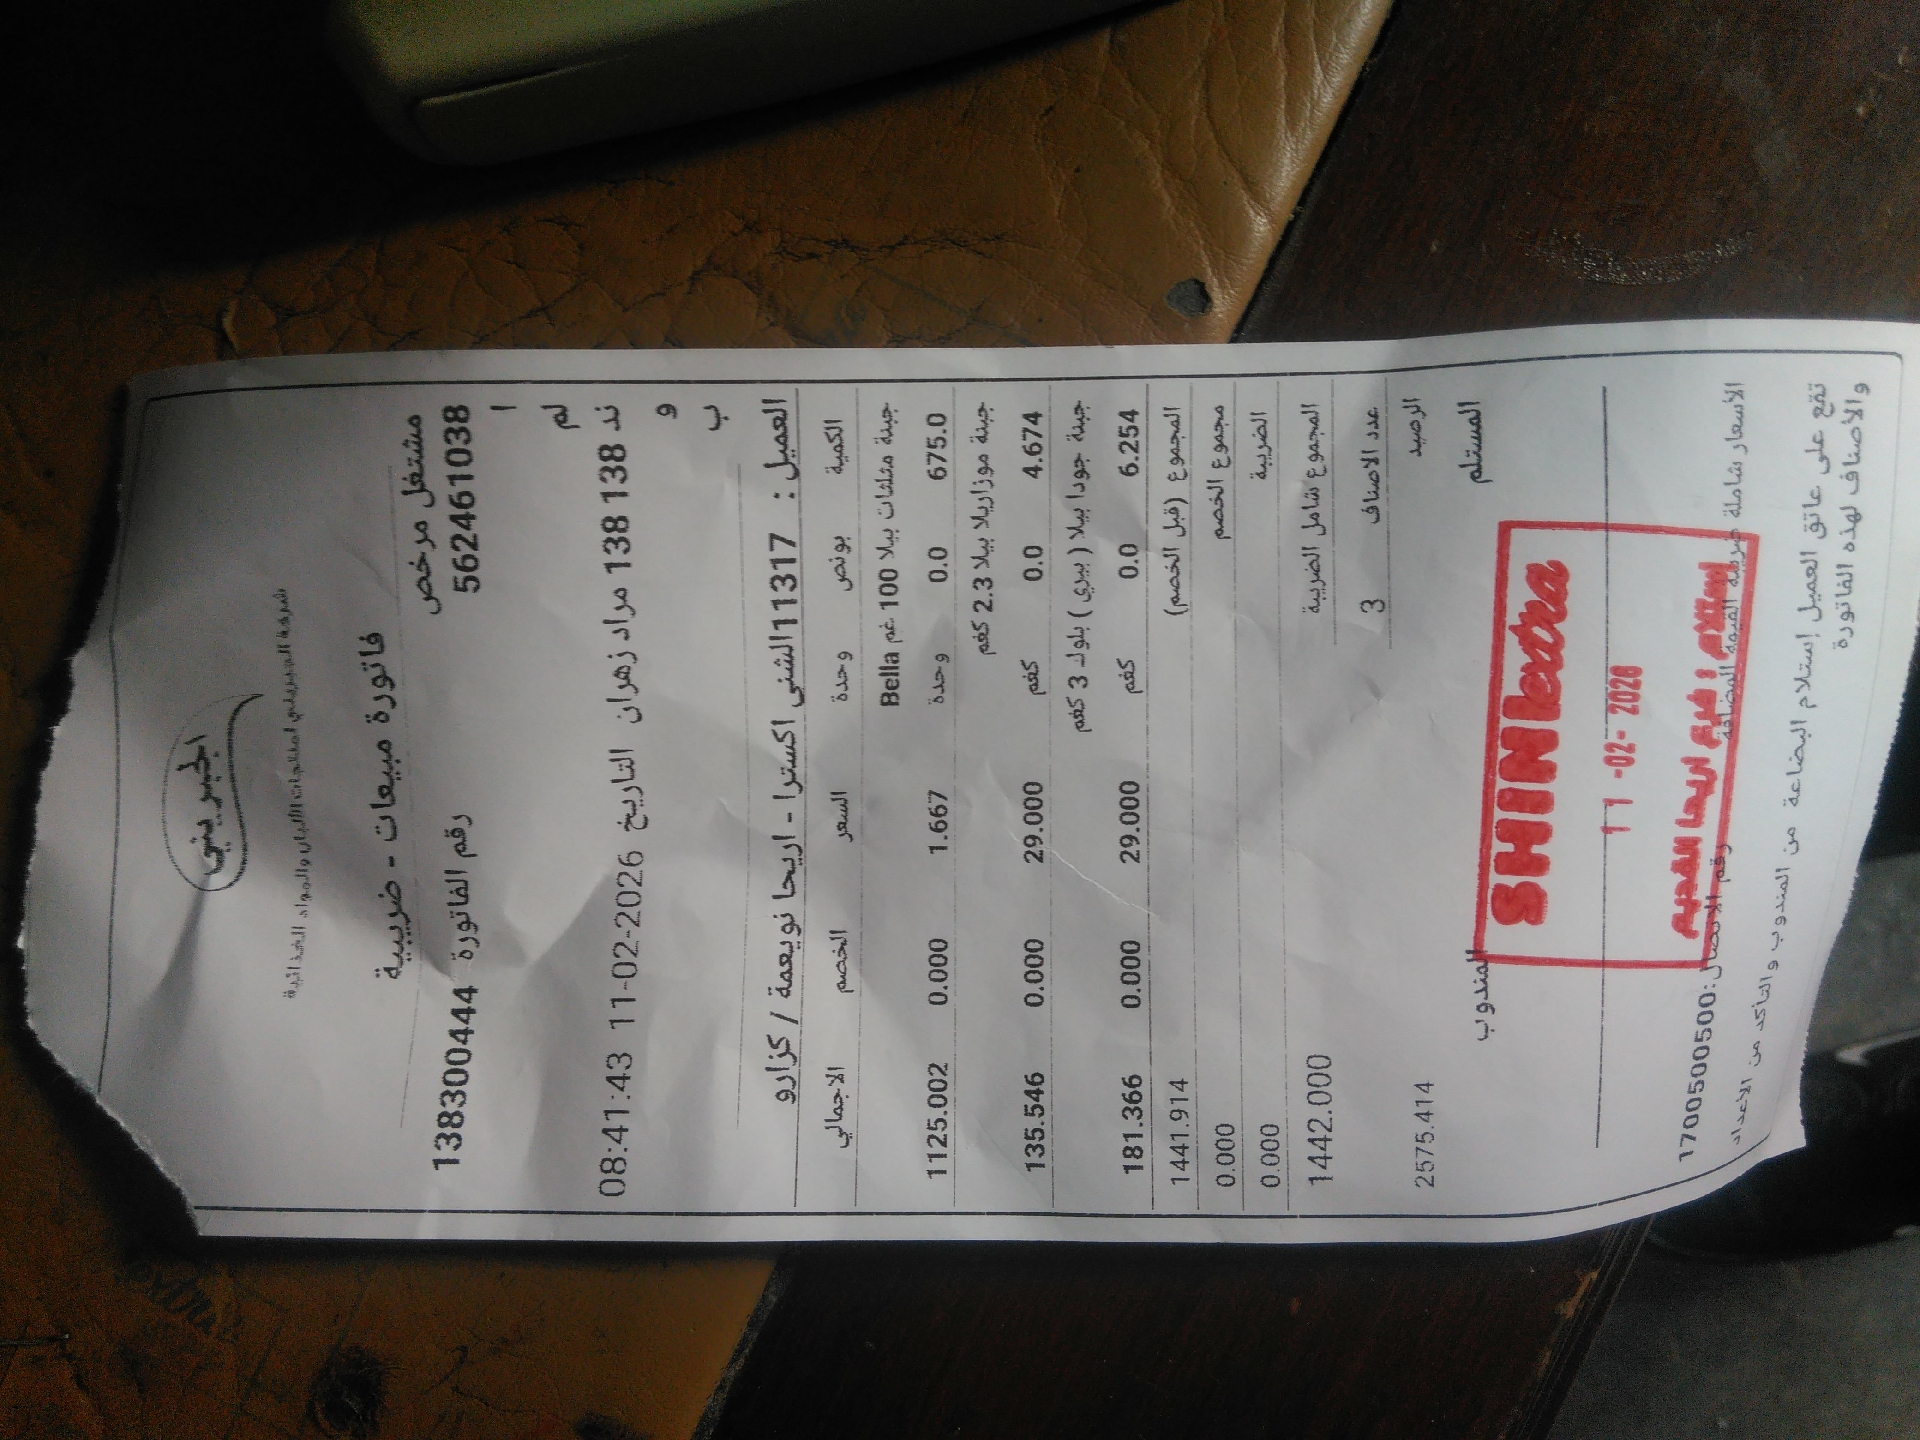 الجبريني
شركة الجبريني لمنتجات الألبان والمواد الغذائية
فاتورة مبيعات - ضريبية
مشتغل مرخص
562461038 رقم الفاتورة 138300444
ا
لم
ند 138 138 مراد زهران التاريخ 2026-02-11 08:41:43
و
ب
العميل : 11317الشني اكسترا - اريحا نويعمة / كزارو
الكمية بونص وحدة السعر الخصم الاجمالي
جبنة مثلثات بيلا 100 غم Bella
675.0 0.0 وحدة 1.667 0.000 1125.002
جبنة موزاريلا بيلا 2.3 كغم
4.674 0.0 كغم 29.000 0.000 135.546
جبنة جودا بيلا ( بيري ) بلوك 3 كغم
6.254 0.0 كغم 29.000 0.000 181.366
المجموع (قبل الخصم) 1441.914
مجموع الخصم 0.000
الضريبة 0.000
المجموع شامل الضريبة 1442.000
عدد الاصناف 3
الرصيد 2575.414
المستلم المندوب
SHINI extra
11 -02- 2026
استلام : فرع اريحا القديم
الأسعار شاملة ضريبة القيمة المضافة
رقم الاتصال:1700500500
تقع على عاتق العميل إستلام البضاعة من المندوب و التأكد من الاعداد
والأصناف لهذه الفاتورة